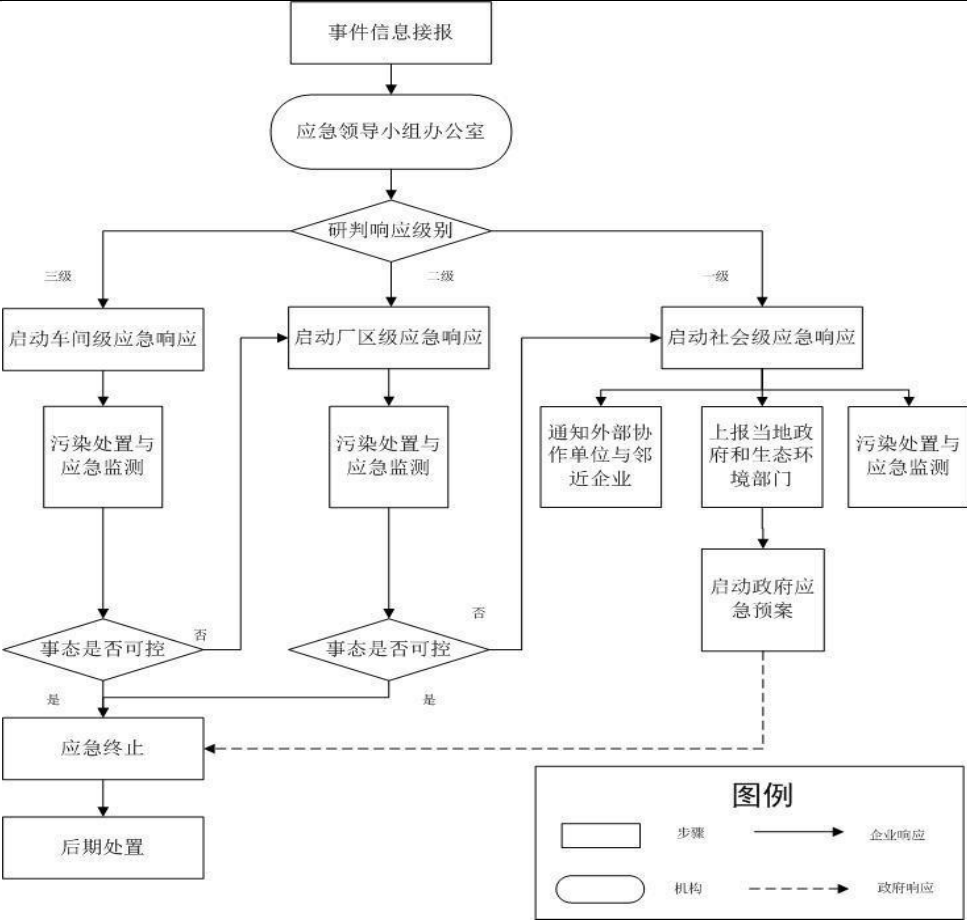 事件信息接报
应急领导小组办公室
研判响应级别
三级
二级
一级
启动车间级应急响应
启动厂区级应急响应
启动社会级应急响应
污染处置与
应急监测
污染处置与
应急监测
通知外部协
作单位与邻
近企业
上报当地政
府和生态环
境部门
污染处置与
应急监测
启动政府应
急预案
事态是否可控
否
事态是否可控
否
是
是
应急终止
后期处置
图例
步骤
企业响应
机构
政府响应